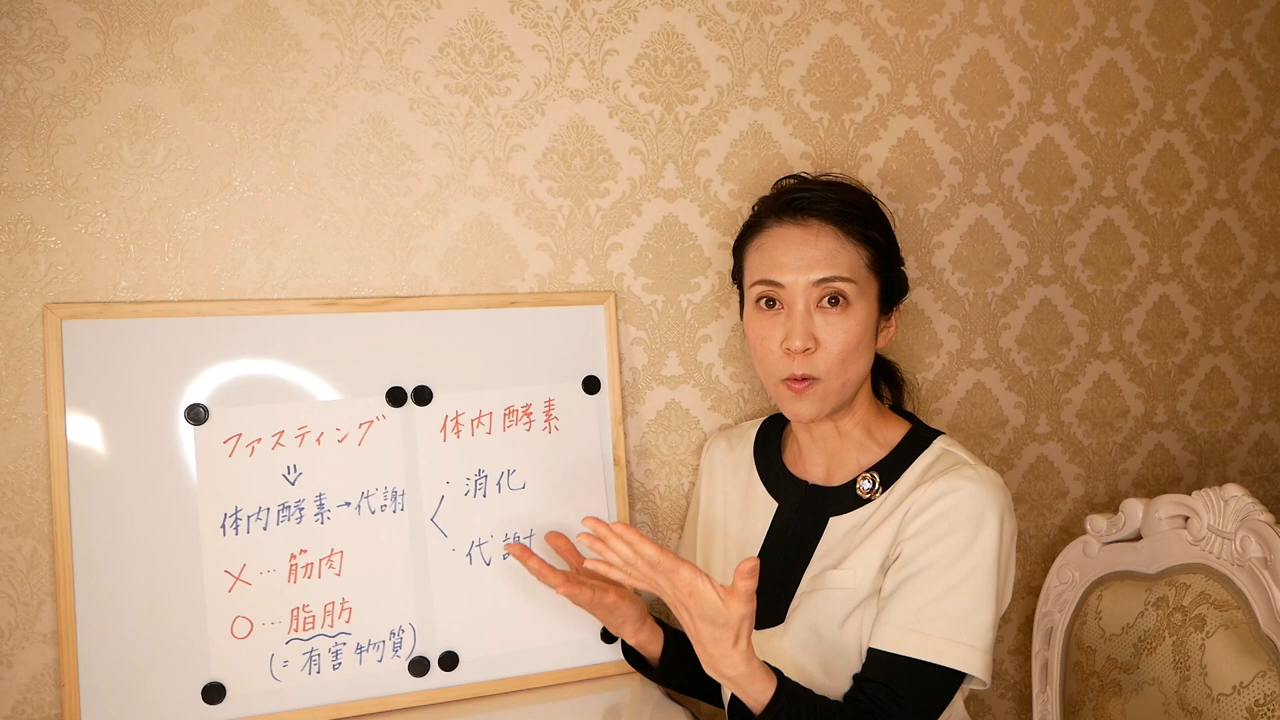 ファスティング
⇓
体内酵素→代謝
×…筋肉
○…脂肪
(=有害物質)
体内酵素
・消化
・代謝